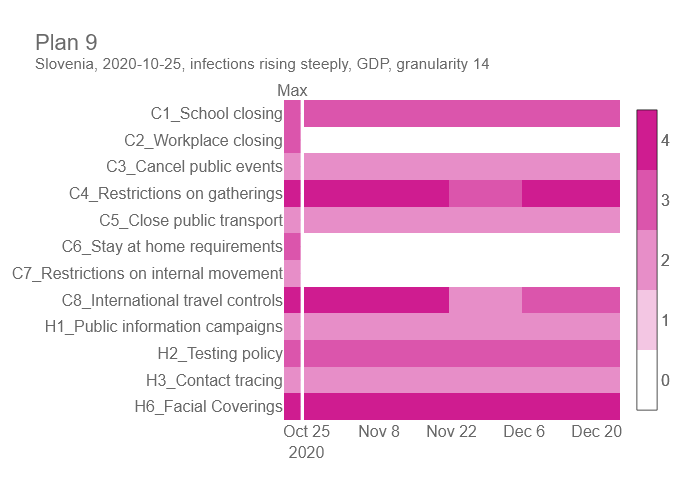 Plan 9
Slovenia, 2020-10-25, infections rising steeply, GDP, granularity 14
Max
C1_School closing
C2_Workplace closing
C3_Cancel public events
C4_Restrictions on gatherings
C5_Close public transport
C6_Stay at home requirements
C7_Restrictions on internal movement
C8_International travel controls
H1_Public information campaigns
H2_Testing policy
H3_Contact tracing
H6_Facial Coverings
Oct 25 Nov 8 Nov 22 Dec 6 Dec 20
2020
4
3
2
1
0